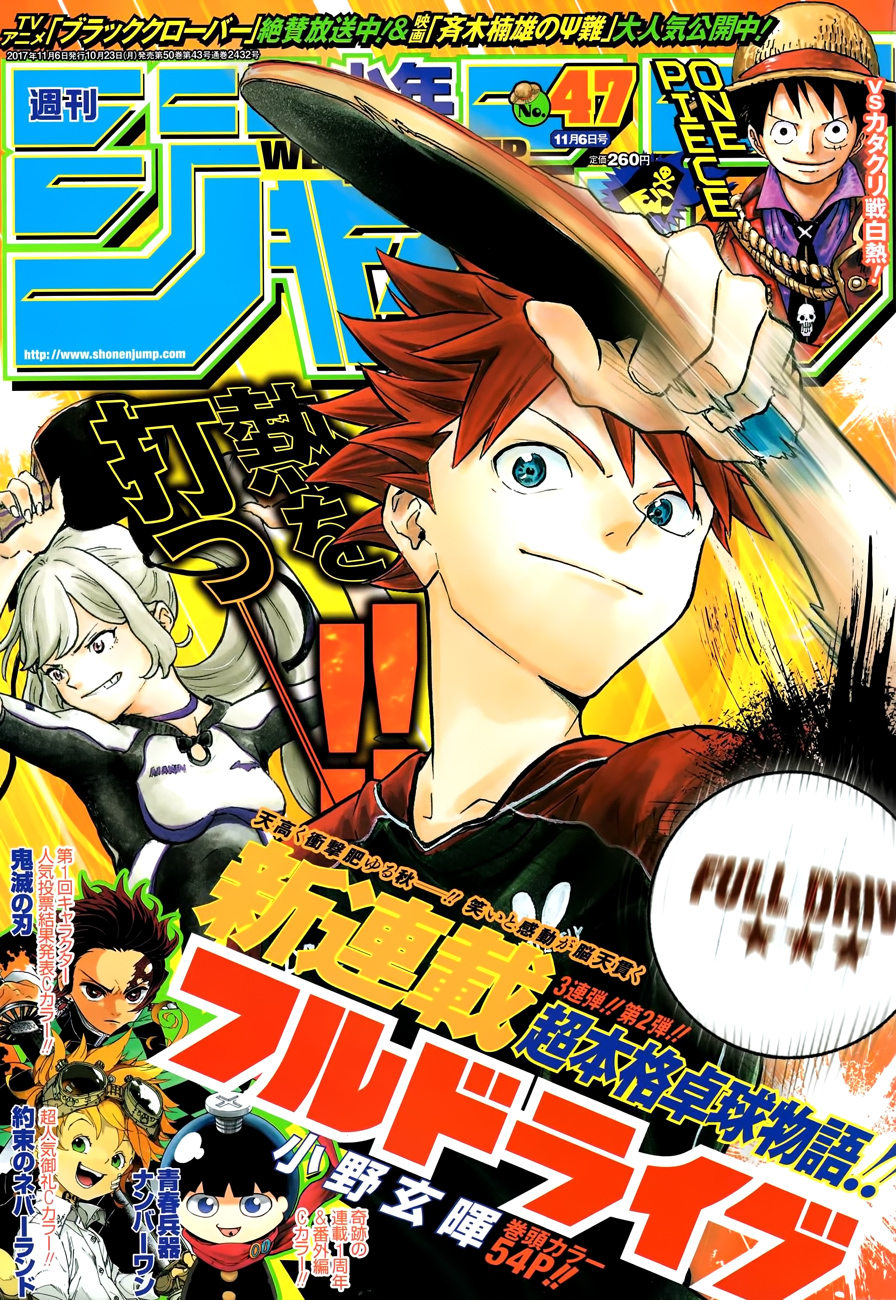 TVアニメ「ブラッククローバー」絶賛放送中!&映画「斉木楠雄のΨ難」大人気公開中!
2017年11月6日発行10月23日(月)発売第50巻第43号通巻2432号
週刊
少年
ジャンプ
No.47
11月6日号
定価260円
ONE PIECE
vsカタクリ戦白熱!
http://www.shonenjump.com
熱を
打つ
!!
天高く衝撃肥ゆる秋――!! 笑いと感動が脳天貫く
新連載
3連弾!!第2弾!!
超本格卓球物語!!
フルドライブ
小野玄暉
巻頭カラー
54P!!
FULL DRIV
第1回キャラクター
人気投票結果発表Cカラー!!
鬼滅の刃
超人気御礼Cカラー!!
約束のネバーランド
青春兵器
ナンバーワン
奇跡の
連載1周年
&番外編
Cカラー!!